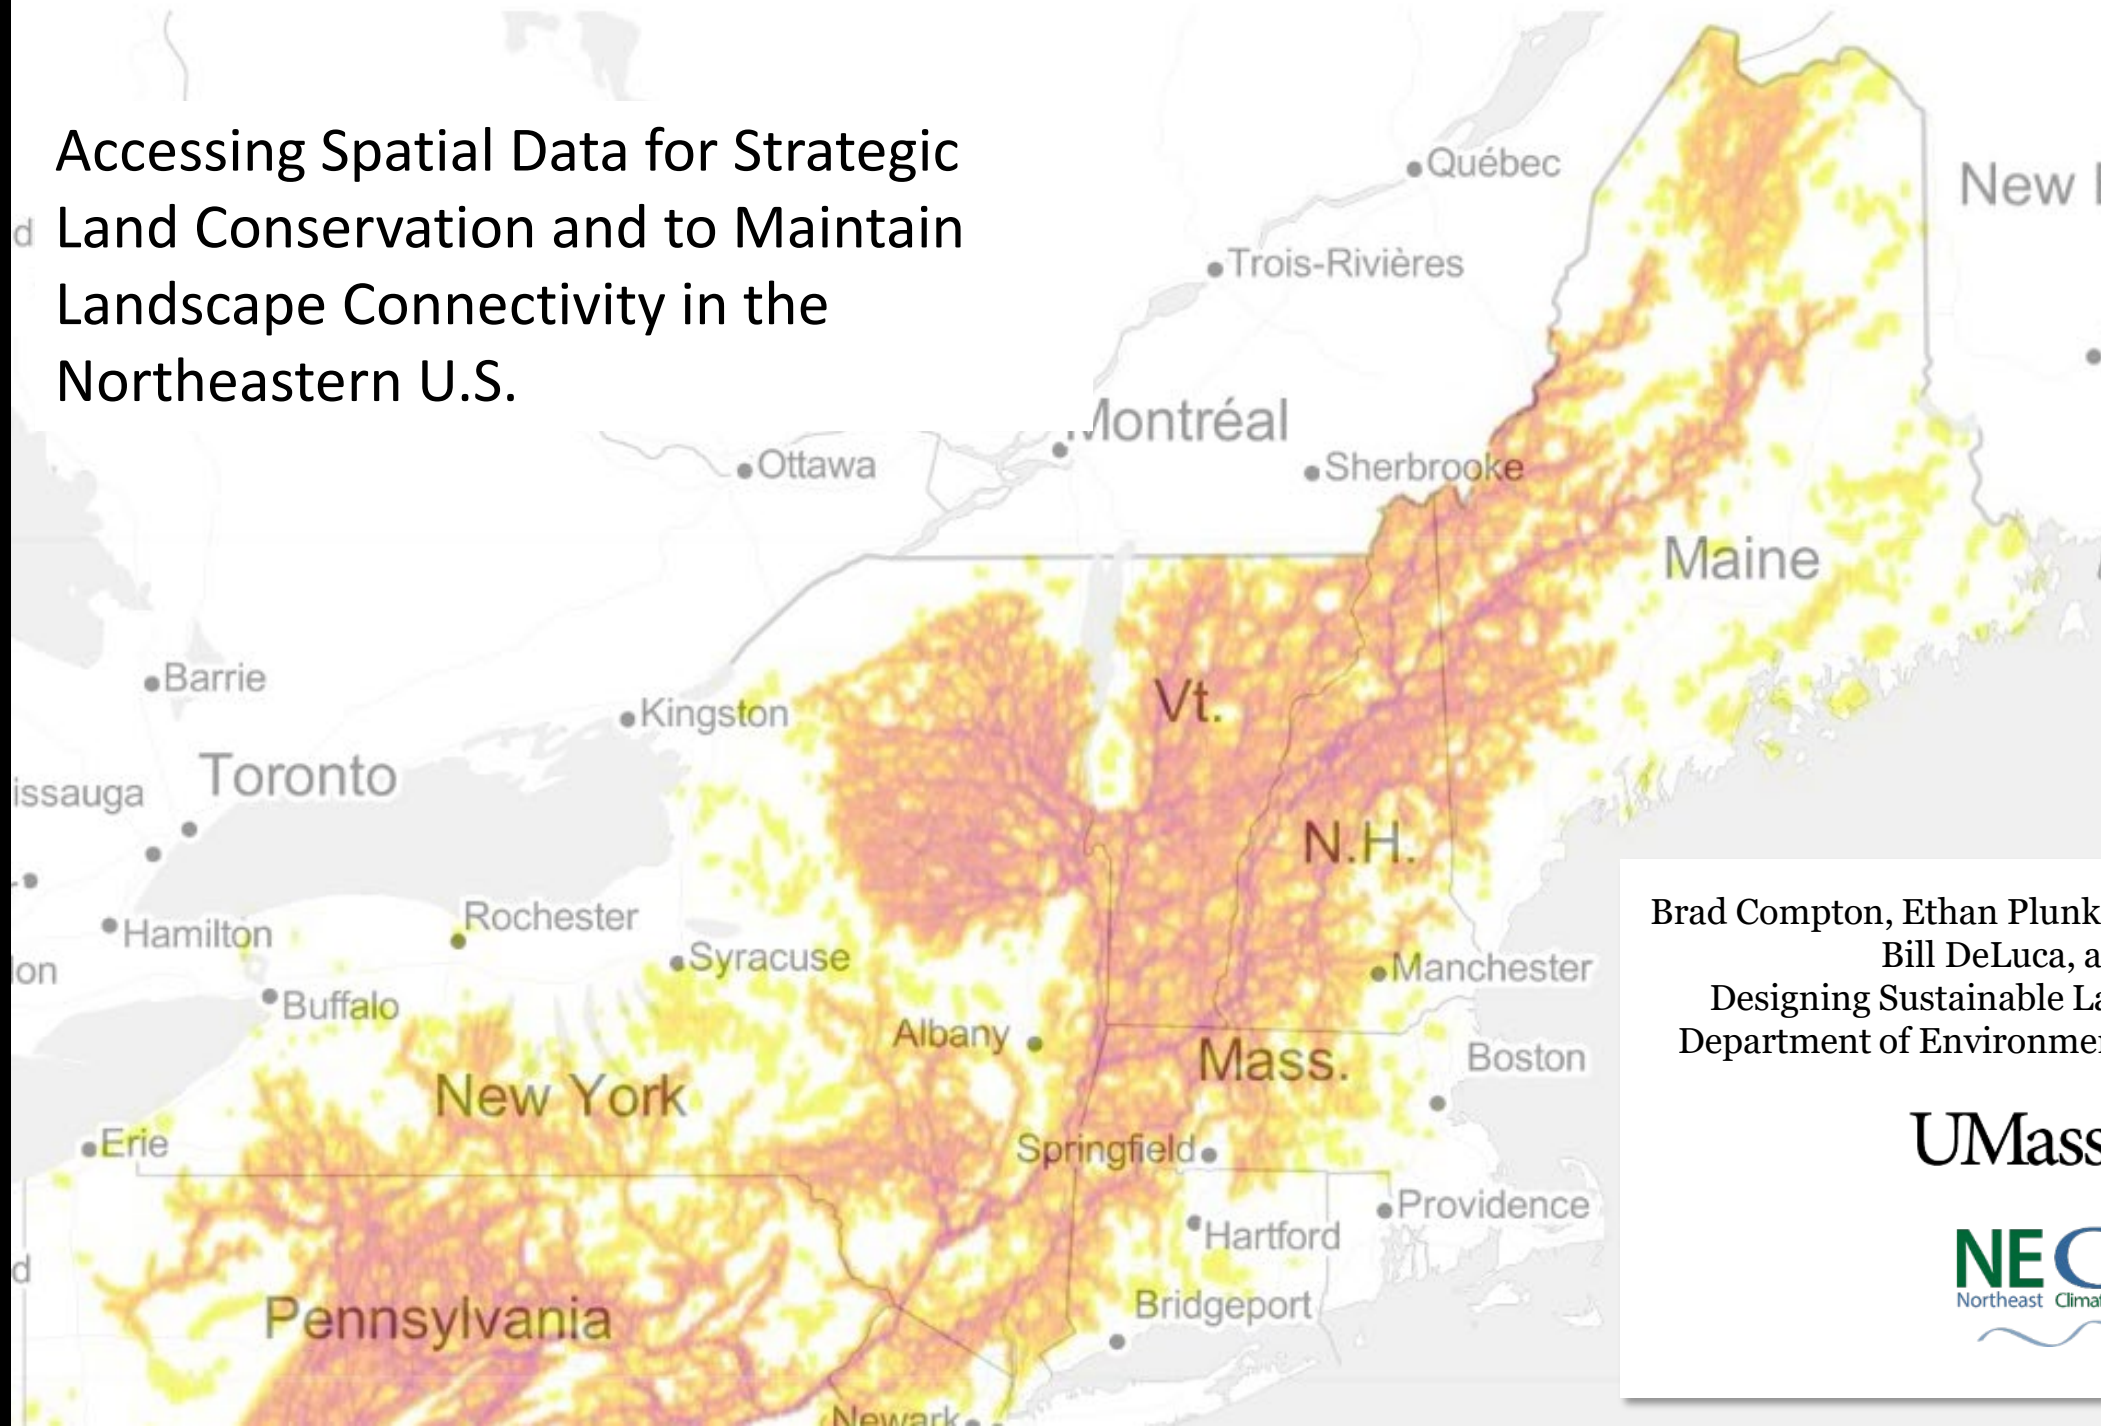 Accessing Spatial Data for Strategic
Land Conservation and to Maintain
Landscape Connectivity in the
Northeastern U.S.
Québec
New
Trois-Rivières
Montréal
Ottawa
Sherbrooke
Maine
Barrie
Kingston
Vt.
Toronto
issauga
N.H.
Hamilton
Rochester
Syracuse
Manchester
on
Buffalo
Albany
Mass.
Boston
New York
Erie
Springfield
Providence
Hartford
d
Pennsylvania
Bridgeport
Newark
Brad Compton, Ethan Plunk
Bill DeLuca, a
Designing Sustainable La
Department of Environme
UMass
NE
Northeast Clima